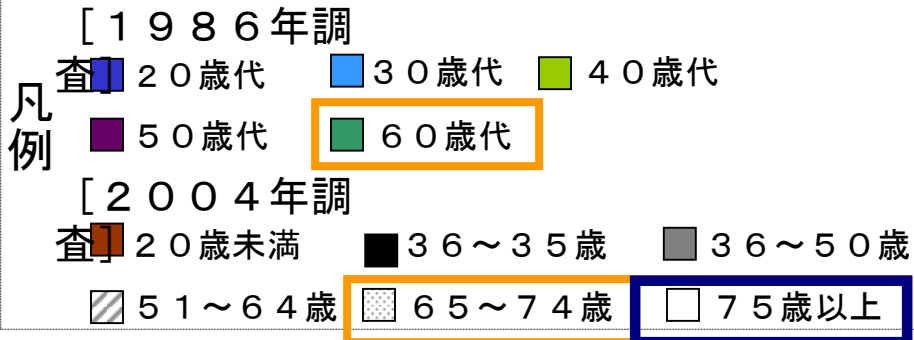 凡例
［１９８６年調査］
２０歳代　３０歳代　４０歳代
５０歳代　６０歳代
［２００４年調査］
２０歳未満　３６～３５歳　３６～５０歳
５１～６４歳　６５～７４歳　７５歳以上